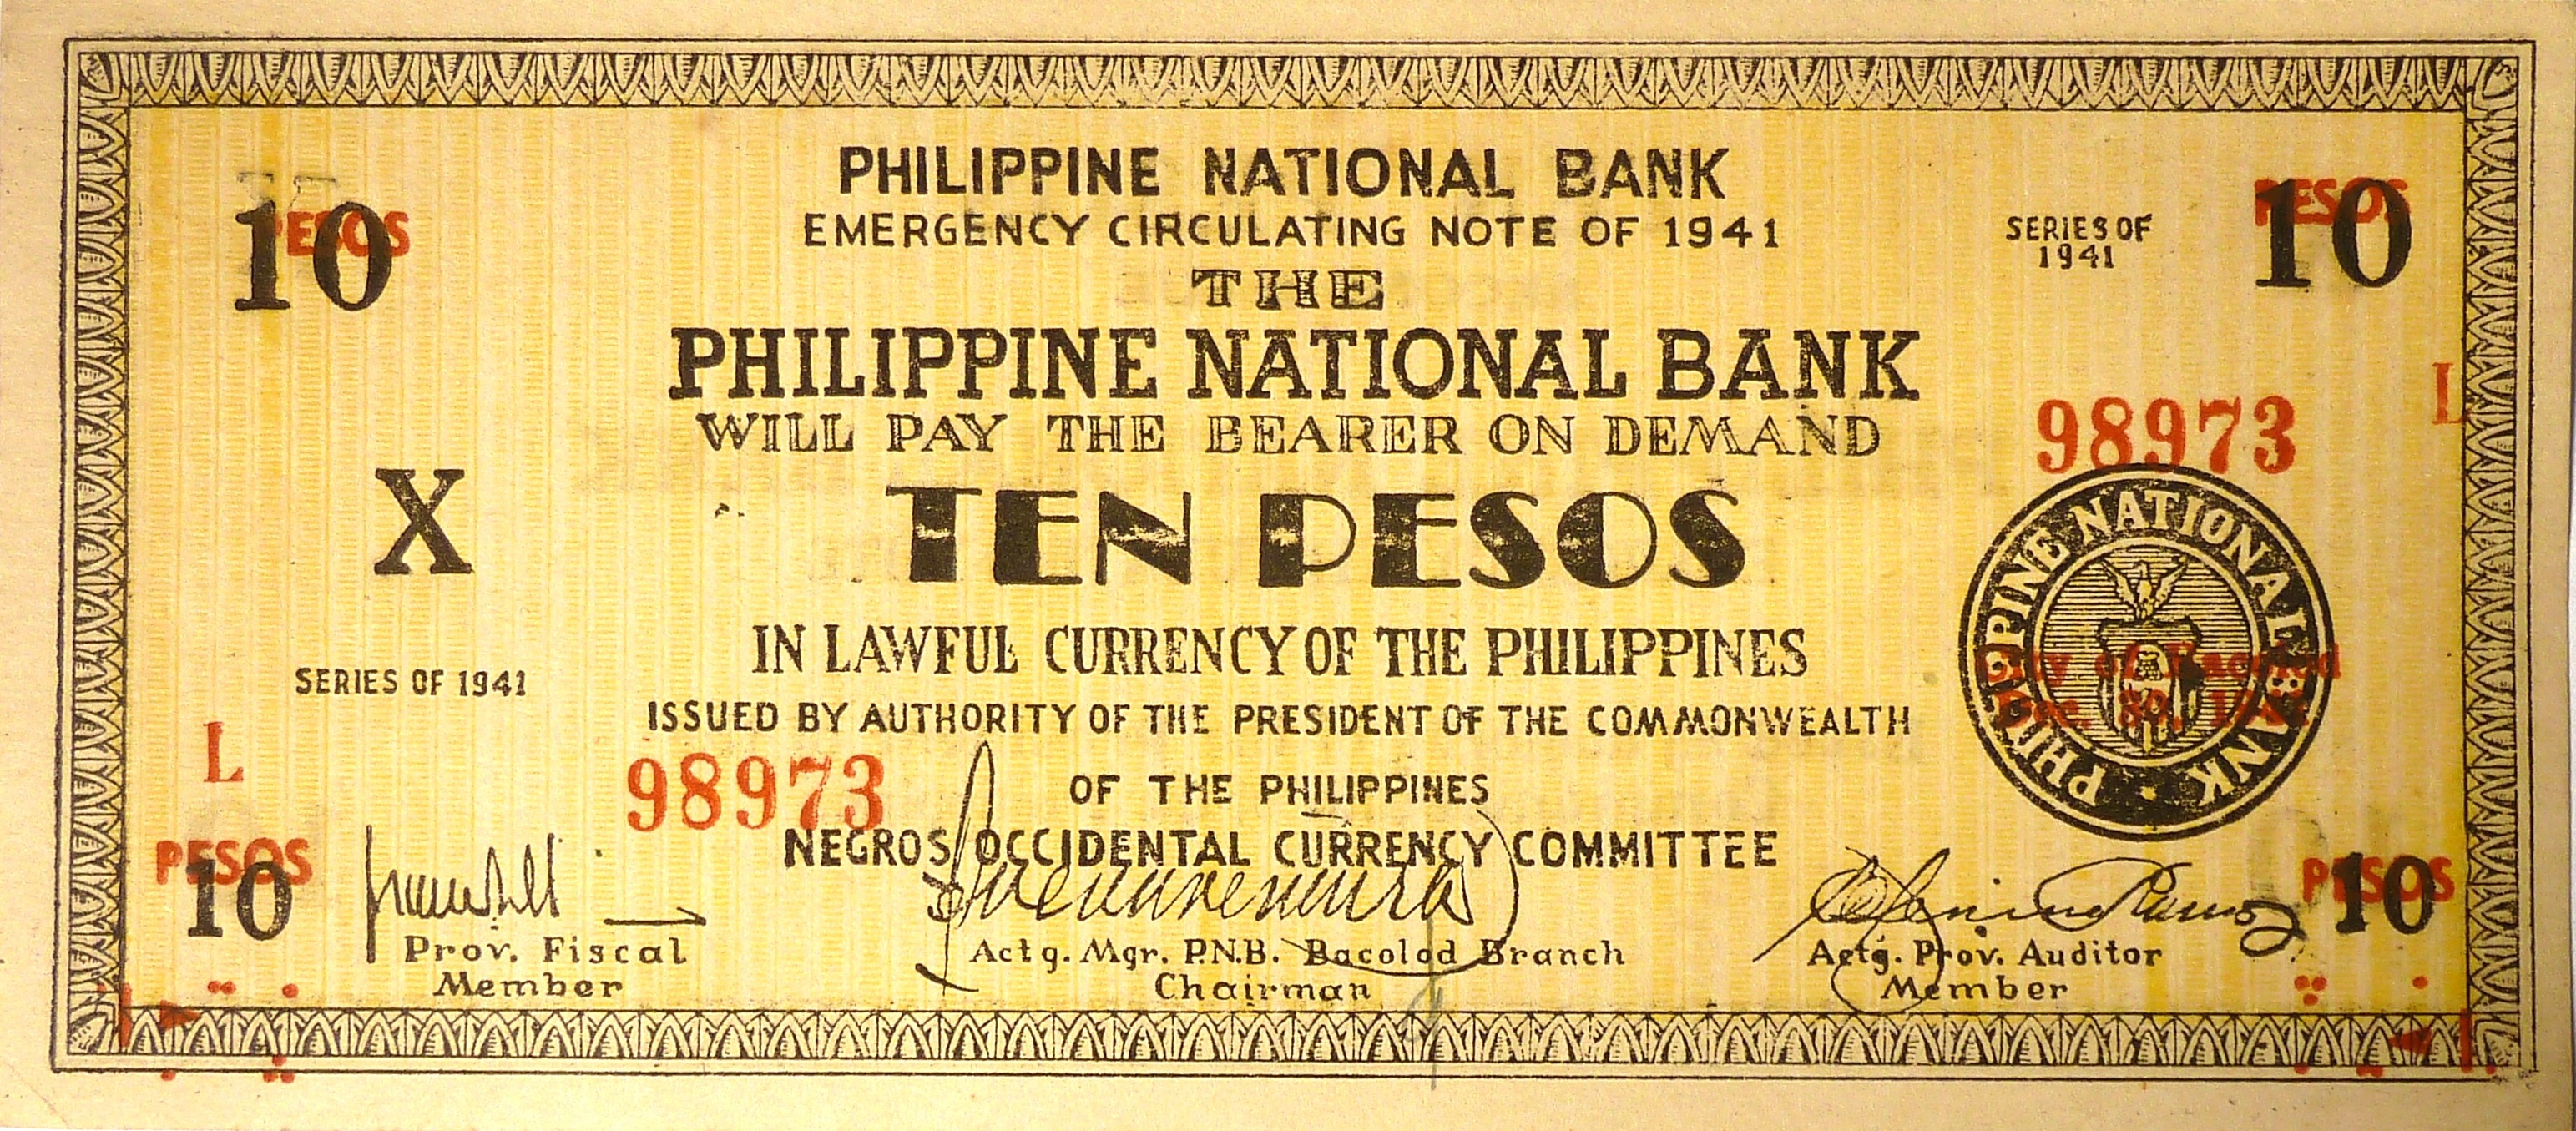 PHILIPPINE NATIONAL BANK
EMERGENCY CIRCULATING NOTE OF 1941
10 PESOS
SERIES OF
1941
10 PESOS
THE
PHILIPPINE NATIONAL BANK
WILL PAY THE BEARER ON DEMAND
L
98973
X
TEN PESOS
PHILIPPINE NATIONAL BANK
IN LAWFUL CURRENCY OF THE PHILIPPINES
City of Bacolod
SERIES OF 1941
ISSUED BY AUTHORITY OF THE PRESIDENT OF THE COMMONWEALTH
L
98973
OF THE PHILIPPINES
NEGROS OCCIDENTAL CURRENCY COMMITTEE
PESOS
10
PESOS
10
Prov. Fiscal
Member
Actg. Mgr. P.N.B. Bacolod Branch
Chairman
Actg. Prov. Auditor
Member